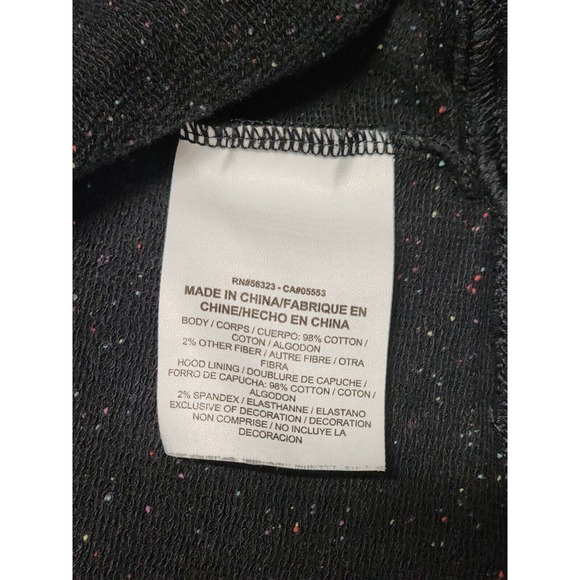 RN#56323 - CA#05553
MADE IN CHINA/FABRIQUE EN
CHINE/HECHO EN CHINA
BODY / CORPS / CUERPO: 98% COTTON /
COTON / ALGODON
2% OTHER FIBER / AUTRE FIBRE / OTRA
FIBRA
HOOD LINING / DOUBLURE DE CAPUCHE /
FORRO DE CAPUCHA: 98% COTTON / COTON /
ALGODON
2% SPANDEX / ELASTHANNE / ELASTANO
EXCLUSIVE OF DECORATION / DECORATION
NON COMPRISE / NO INCLUYE LA
DECORACION